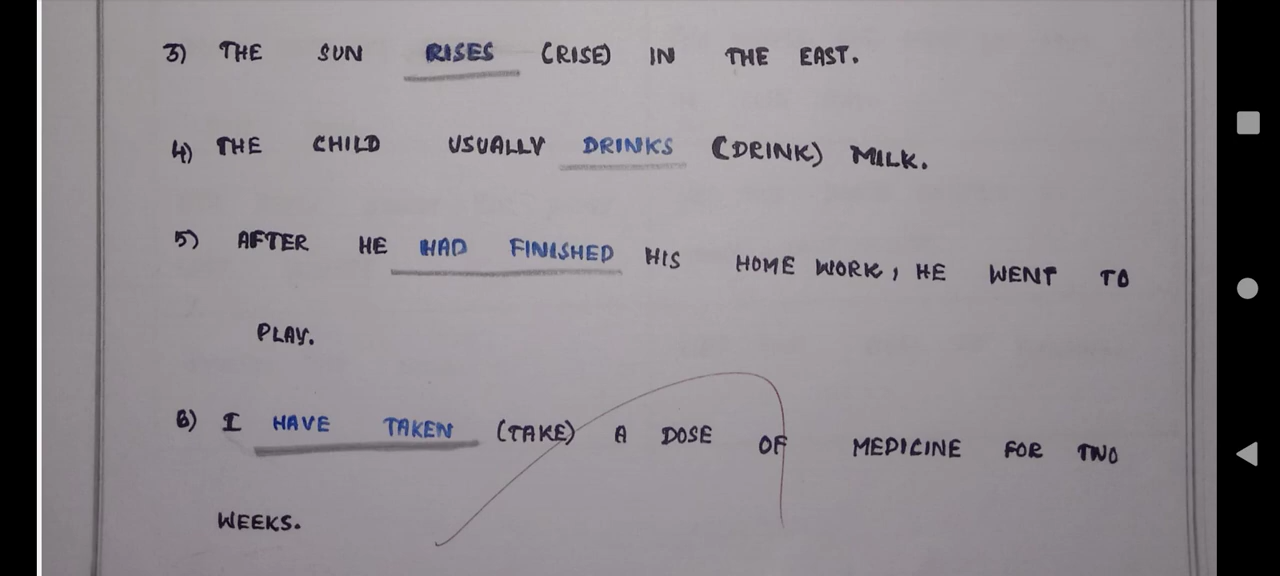 3) THE SUN RISES (RISE) IN THE EAST.
4) THE CHILD USUALLY DRINKS (DRINK) MILK.
5) AFTER HE HAD FINISHED HIS HOME WORK, HE WENT TO
PLAY.
6) I HAVE TAKEN (TAKE) A DOSE OF MEDICINE FOR TWO
WEEKS.